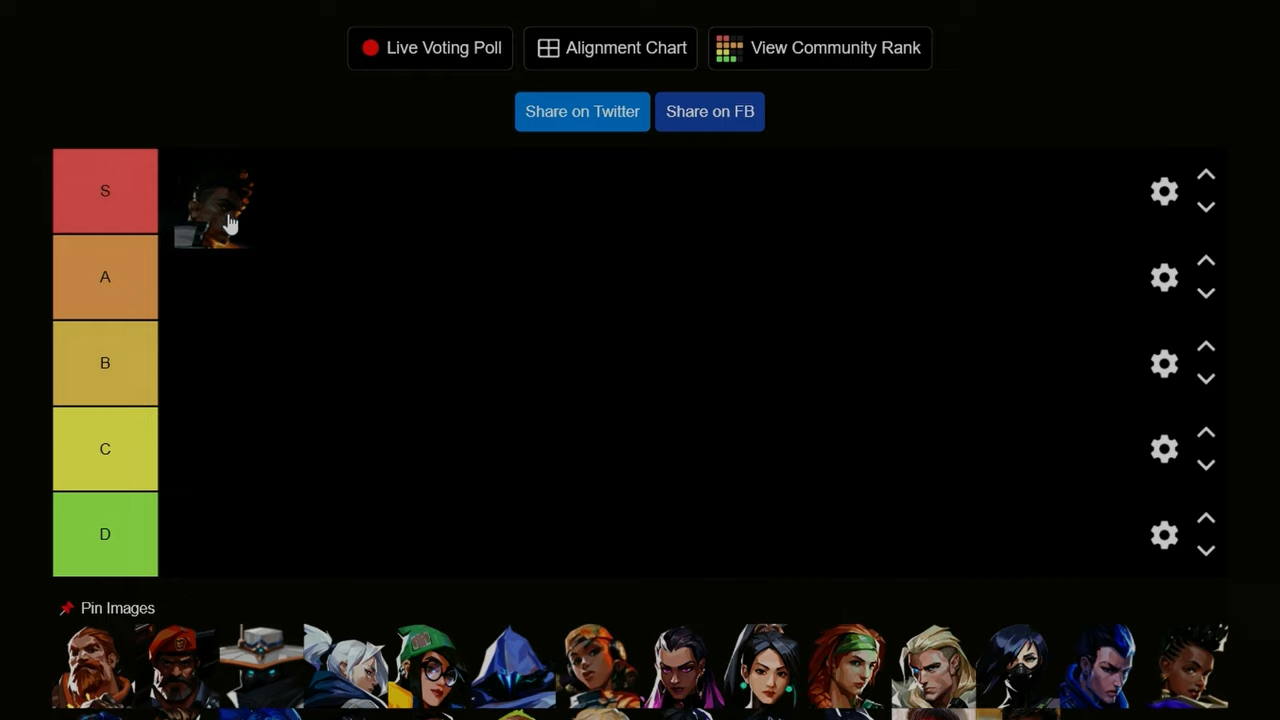 Live Voting Poll
Alignment Chart
View Community Rank
Share on Twitter
Share on FB
S
A
B
C
D
Pin Images